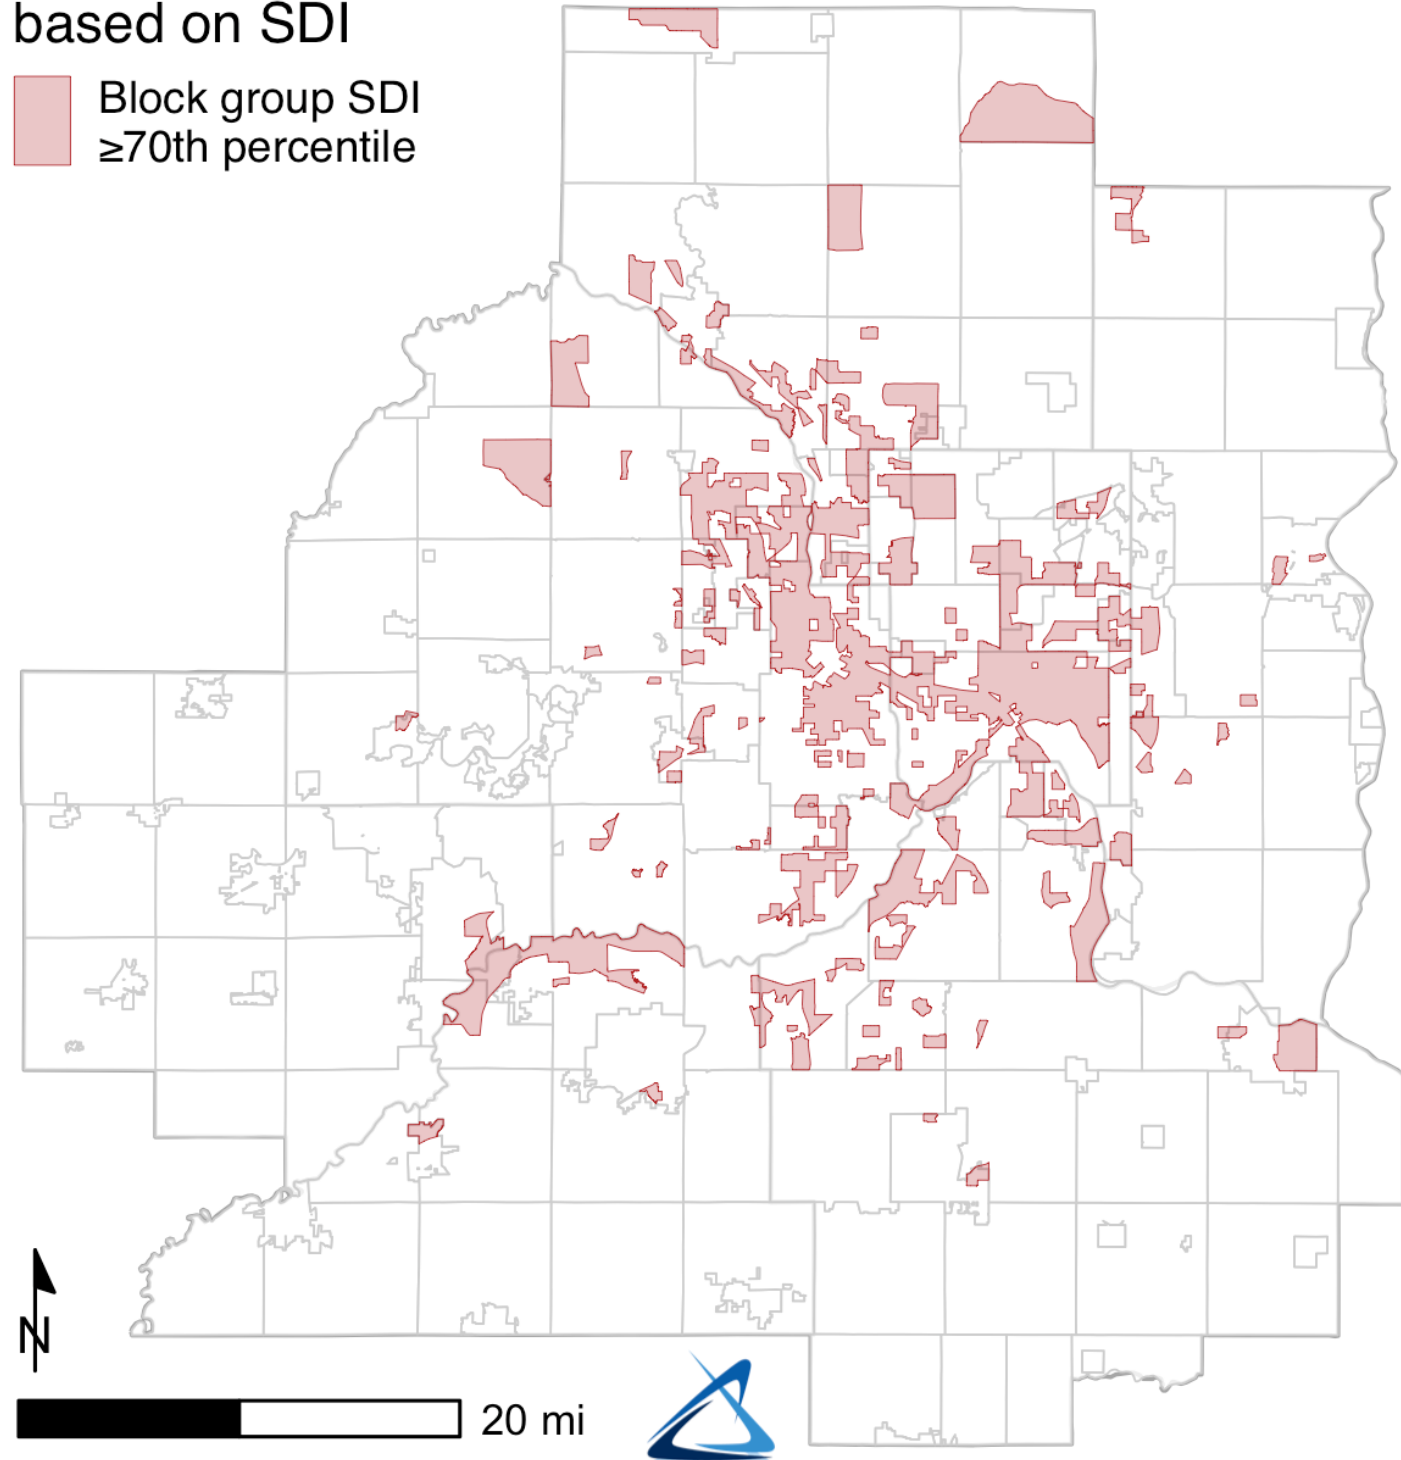 based on SDI
Block group SDI
≥70th percentile
N
20 mi